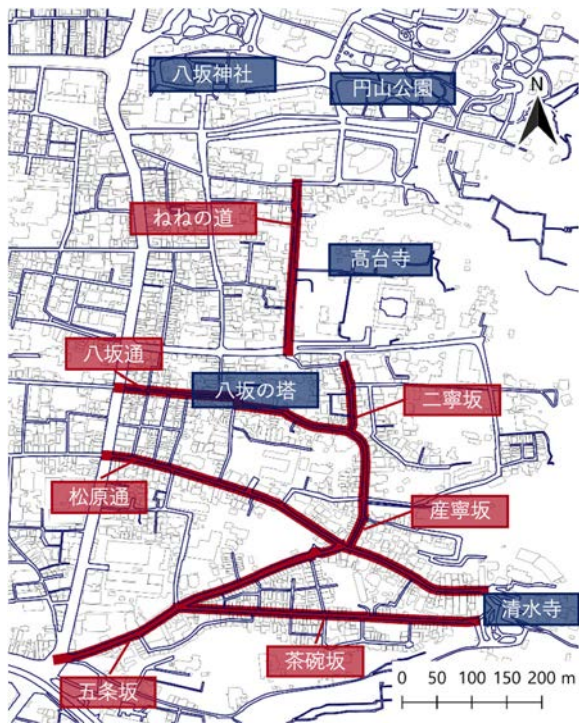 八坂神社
円山公園
N
ねねの道
高台寺
八坂通
八坂の塔
二寧坂
松原通
産寧坂
清水寺
茶碗坂
五条坂
0 50 100 150 200 m